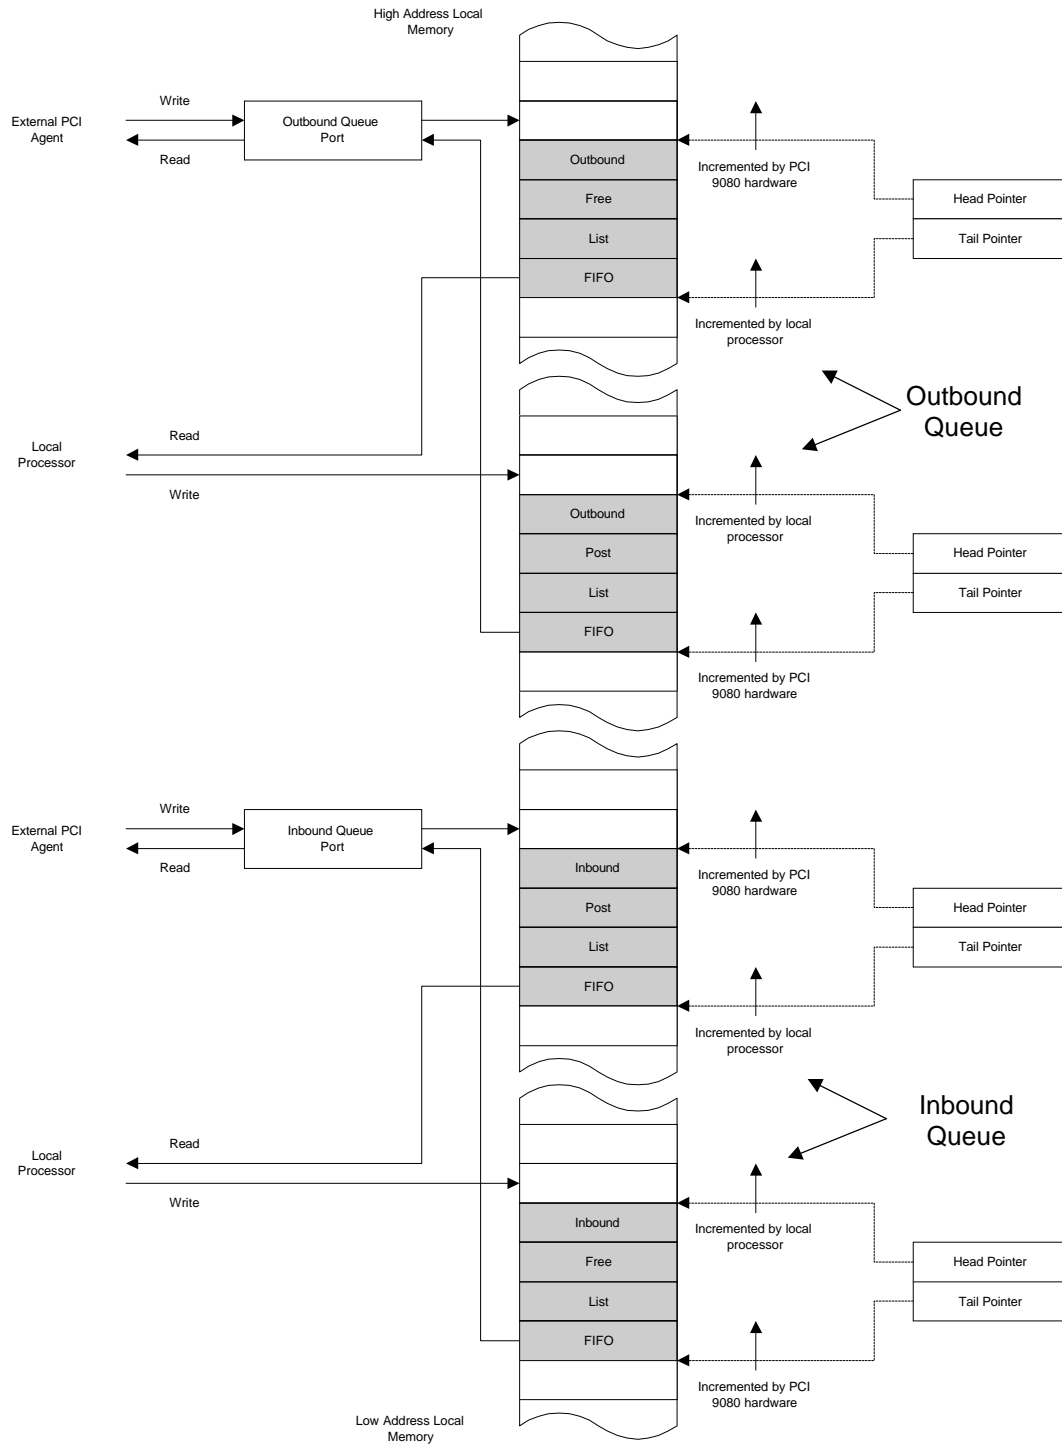 High Address Local
Memory
External PCI
Agent
Write
Read
Outbound Queue
Port
Outbound
Free
List
FIFO
Incremented by PCI
9080 hardware
Head Pointer
Tail Pointer
Incremented by local
processor
Outbound
Queue
Local
Processor
Read
Write
Outbound
Post
List
FIFO
Incremented by local
processor
Head Pointer
Tail Pointer
Incremented by PCI
9080 hardware
External PCI
Agent
Write
Read
Inbound Queue
Port
Inbound
Post
List
FIFO
Incremented by PCI
9080 hardware
Head Pointer
Tail Pointer
Incremented by local
processor
Inbound
Queue
Local
Processor
Read
Write
Inbound
Free
List
FIFO
Incremented by local
processor
Head Pointer
Tail Pointer
Incremented by PCI
9080 hardware
Low Address Local
Memory